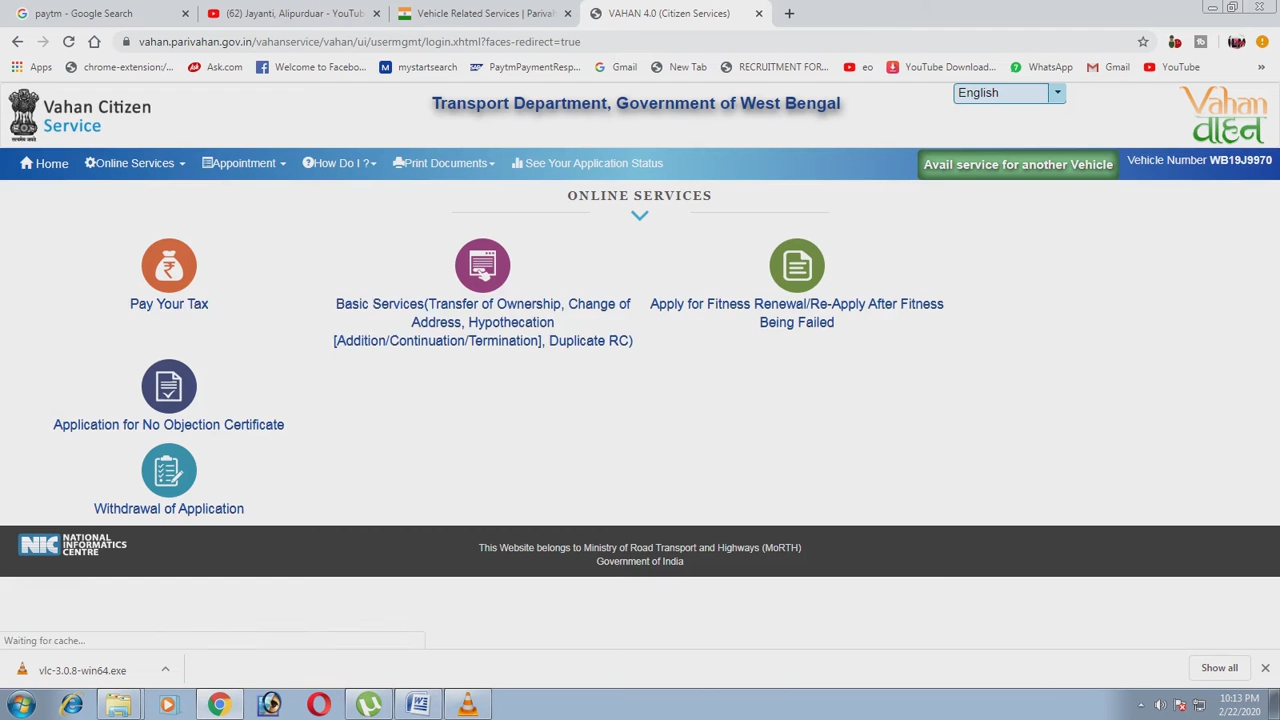 paytm - Google Search
(62) Jayanti, Alipurduar - YouTub
Vehicle Related Services | Parivah
VAHAN 4.0 (Citizen Services)
vahan.parivahan.gov.in/vahanservice/vahan/ui/usermgmt/login.xhtml?faces-redirect=true
Apps
chrome-extension:/...
Ask.com
Welcome to Facebo...
mystartsearch
PaytmPaymentResp...
Gmail
New Tab
RECRUITMENT FOR...
eo
YouTube Download...
WhatsApp
Gmail
YouTube
Vahan Citizen
Service
Transport Department, Government of West Bengal
English
Vahan
वाहन
Home
Online Services
Appointment
How Do I ?
Print Documents
See Your Application Status
Avail service for another Vehicle
Vehicle Number WB19J9970
ONLINE SERVICES
Pay Your Tax
Basic Services(Transfer of Ownership, Change of
Address, Hypothecation
[Addition/Continuation/Termination], Duplicate RC)
Apply for Fitness Renewal/Re-Apply After Fitness
Being Failed
Application for No Objection Certificate
Withdrawal of Application
NIC
NATIONAL
INFORMATICS
CENTRE
This Website belongs to Ministry of Road Transport and Highways (MoRTH)
Government of India
Waiting for cache...
vlc-3.0.8-win64.exe
Show all
10:13 PM
2/22/2020